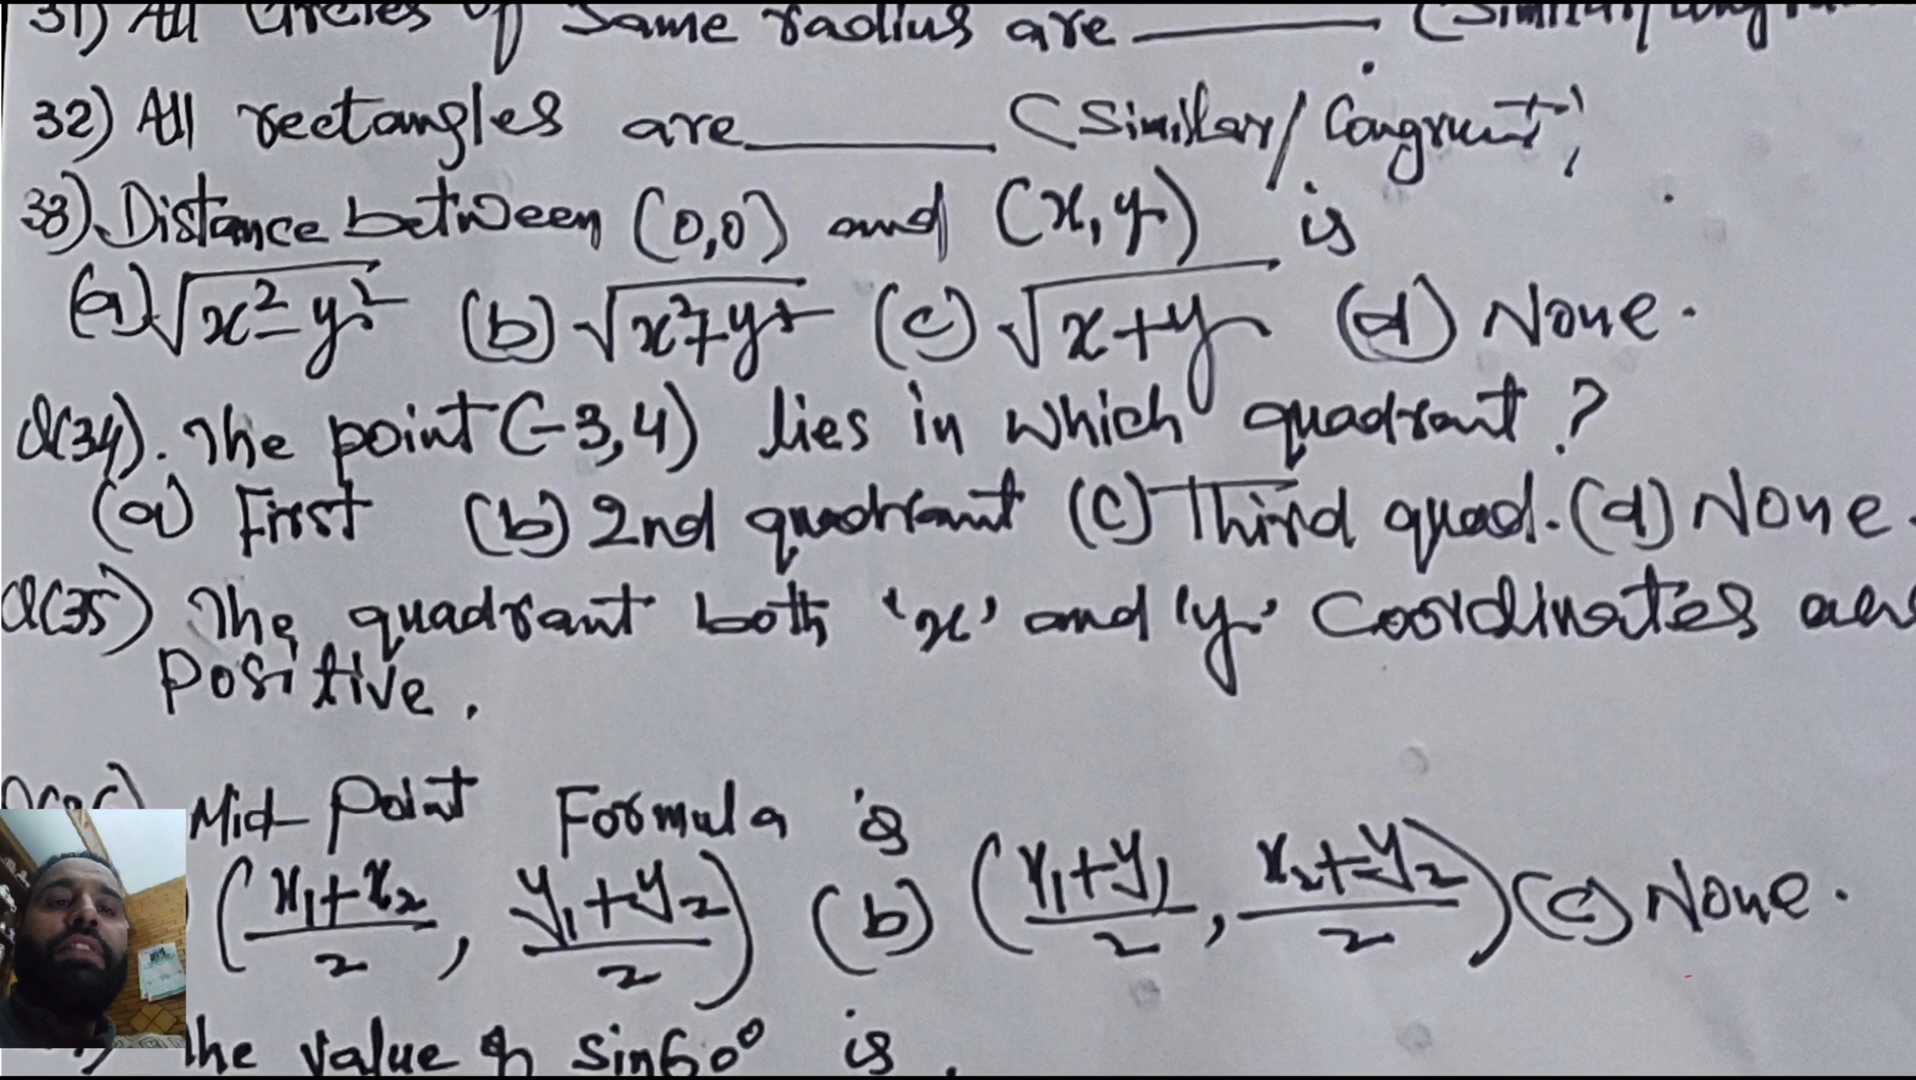 31) All Circles of Same radius are ______ (Similar/
32) All rectangles are ______ (Similar/Congruent)
33). Distance between (0,0) and (x,y) is
(a) √x²-y² (b) √x²+y² (c) √x+y (d) None.
Q(34). The point (-3,4) lies in which quadrant?
(a) First (b) 2nd quadrant (c) Third quad. (d) None.
Q(35) The quadrant both 'x' and 'y' Coordinates are
Positive.
Mid-Point Formula is
(x₁+x₂/2, y₁+y₂/2) (b) (x₁+y₁/2, x₂+y₂/2) (c) None.
The value of sin60° is.